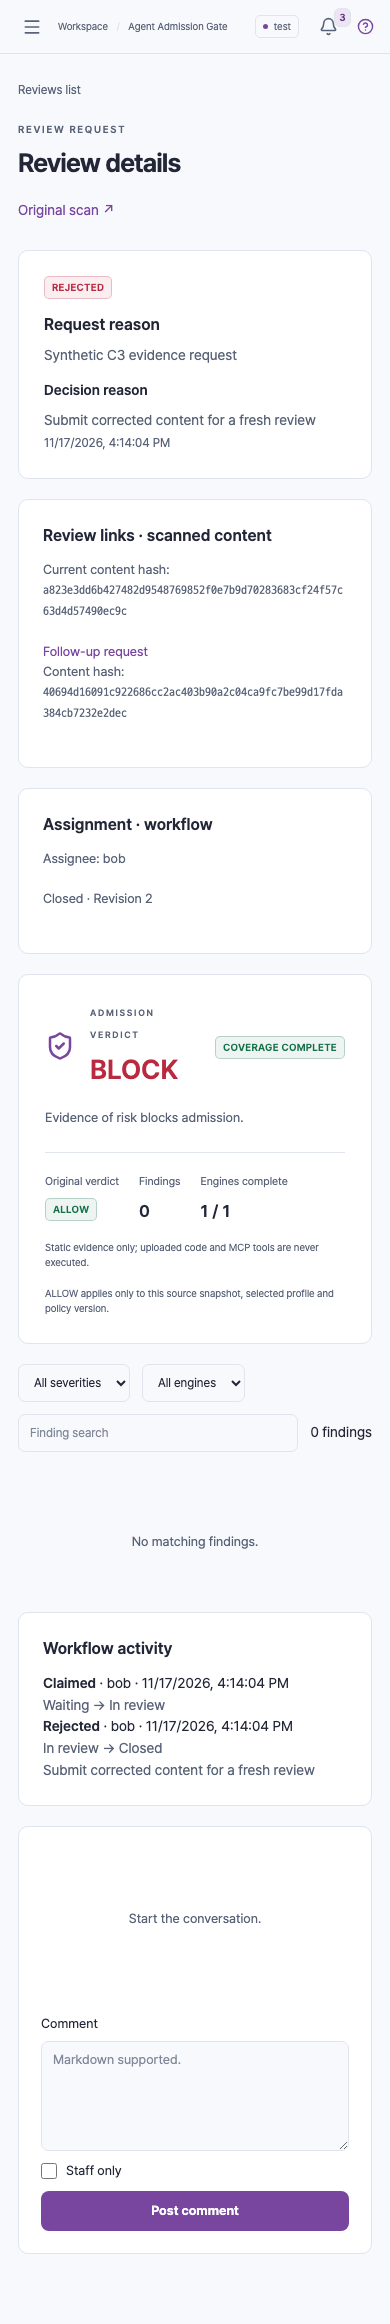 Workspace / Agent Admission Gate
test
3
Reviews list
REVIEW REQUEST
Review details
Original scan ↗
REJECTED
Request reason
Synthetic C3 evidence request
Decision reason
Submit corrected content for a fresh review
11/17/2026, 4:14:04 PM
Review links · scanned content
Current content hash:
a823e3dd6b427482d9548769852f0e7b9d70283683cf24f57c
63d4d57490ec9c
Follow-up request
Content hash:
40694d16091c922686cc2ac403b90a2c04ca9fc7be99d17fda
384cb7232e2dec
Assignment · workflow
Assignee: bob
Closed · Revision 2
ADMISSION
VERDICT
BLOCK
COVERAGE COMPLETE
Evidence of risk blocks admission.
Original verdict Findings Engines complete
ALLOW 0 1 / 1
Static evidence only; uploaded code and MCP tools are never
executed.
ALLOW applies only to this source snapshot, selected profile and
policy version.
All severities All engines
Finding search 0 findings
No matching findings.
Workflow activity
Claimed · bob · 11/17/2026, 4:14:04 PM
Waiting → In review
Rejected · bob · 11/17/2026, 4:14:04 PM
In review → Closed
Submit corrected content for a fresh review
Start the conversation.
Comment
Markdown supported.
Staff only
Post comment